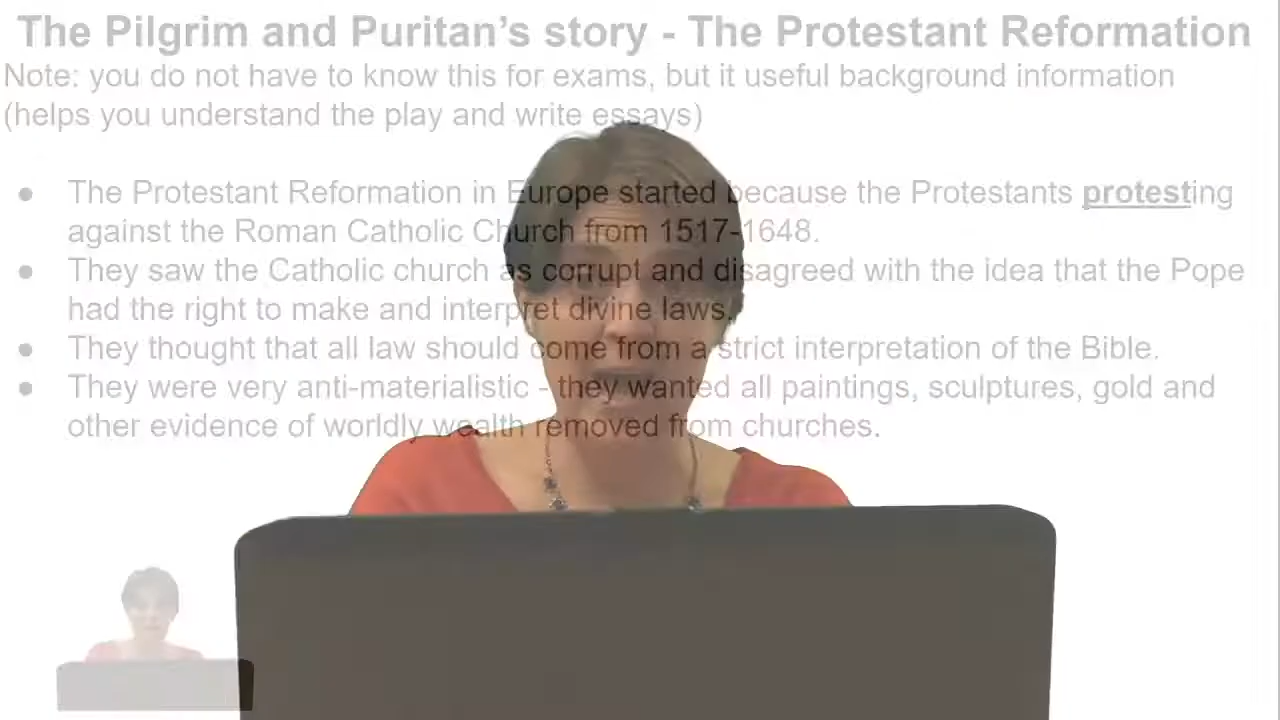 The Pilgrim and Puritan’s story - The Protestant Reformation
Note: you do not have to know this for exams, but it useful background information
(helps you understand the play and write essays)
● The Protestant Reformation in Europe started because the Protestants protesting
against the Roman Catholic Church from 1517-1648.
● They saw the Catholic church as corrupt and disagreed with the idea that the Pope
had the right to make and interpret divine laws.
● They thought that all law should come from a strict interpretation of the Bible.
● They were very anti-materialistic - they wanted all paintings, sculptures, gold and
other evidence of worldly wealth removed from churches.